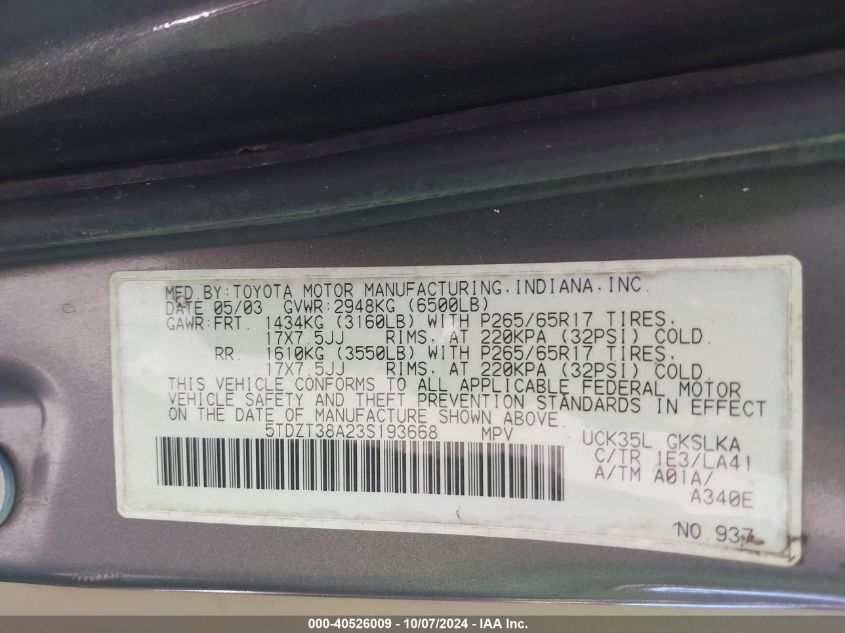 MFD.BY:TOYOTA MOTOR MANUFACTURING.INDIANA.INC.
DATE 05/03 GVWR:2948KG (6500LB)
GAWR:FRT. 1434KG (3160LB) WITH P265/65R17 TIRES.
17X7.5JJ RIMS. AT 220KPA (32PSI) COLD.
RR. 1610KG (3550LB) WITH P265/65R17 TIRES.
17X7.5JJ RIMS. AT 220KPA (32PSI) COLD
THIS VEHICLE CONFORMS TO ALL APPLICABLE FEDERAL MOTOR
VEHICLE SAFETY AND THEFT PREVENTION STANDARDS IN EFFECT
ON THE DATE OF MANUFACTURE SHOWN ABOVE.
5TDZT38A23S193668 MPV
UCK35L GKSLKA
C/TR 1E3/LA41
A/TM A01A/
A340E
NO.937
000-40526009 - 10/07/2024 - IAA Inc.